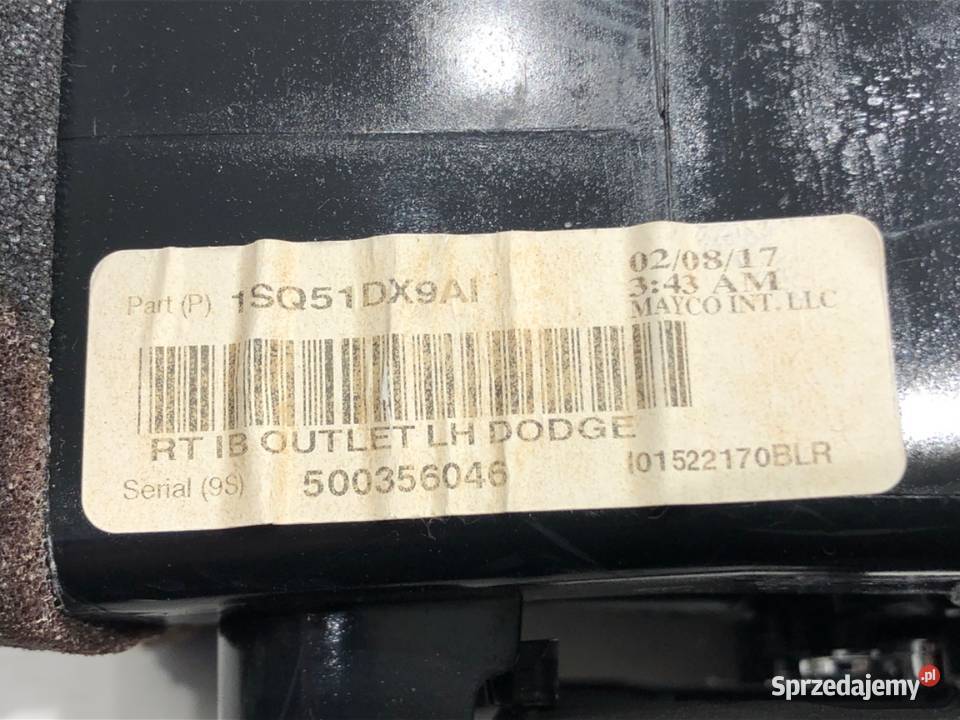 Part (P) 1SQ51DX9AI
02/08/17
3:43 AM
MAYCO INT. LLC
RT IB OUTLET LH DODGE
Serial (9S) 500356046
I01522170BLR
Sprzedajemy.pl